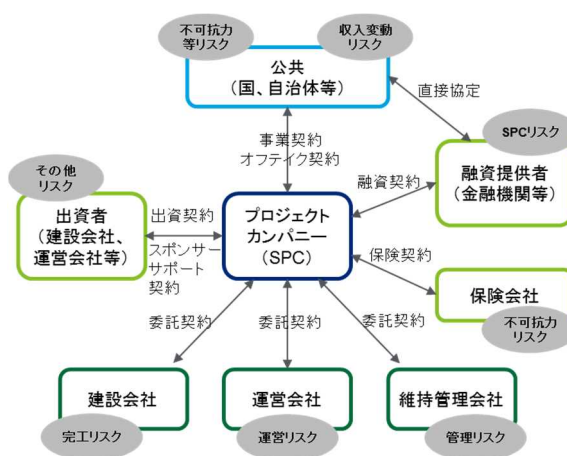 不可抗力
等リスク
収入変動
リスク
公共
（国、自治体等）
直接協定
SPCリスク
事業契約
オフテイク契約
その他
リスク
融資契約
融資提供者
（金融機関等）
出資者
（建設会社、
運営会社等）
出資契約
スポンサー
サポート
契約
プロジェクト
カンパニー
（SPC）
保険契約
保険会社
不可抗力
リスク
委託契約
委託契約
委託契約
建設会社
運営会社
維持管理会社
完工リスク
運営リスク
管理リスク